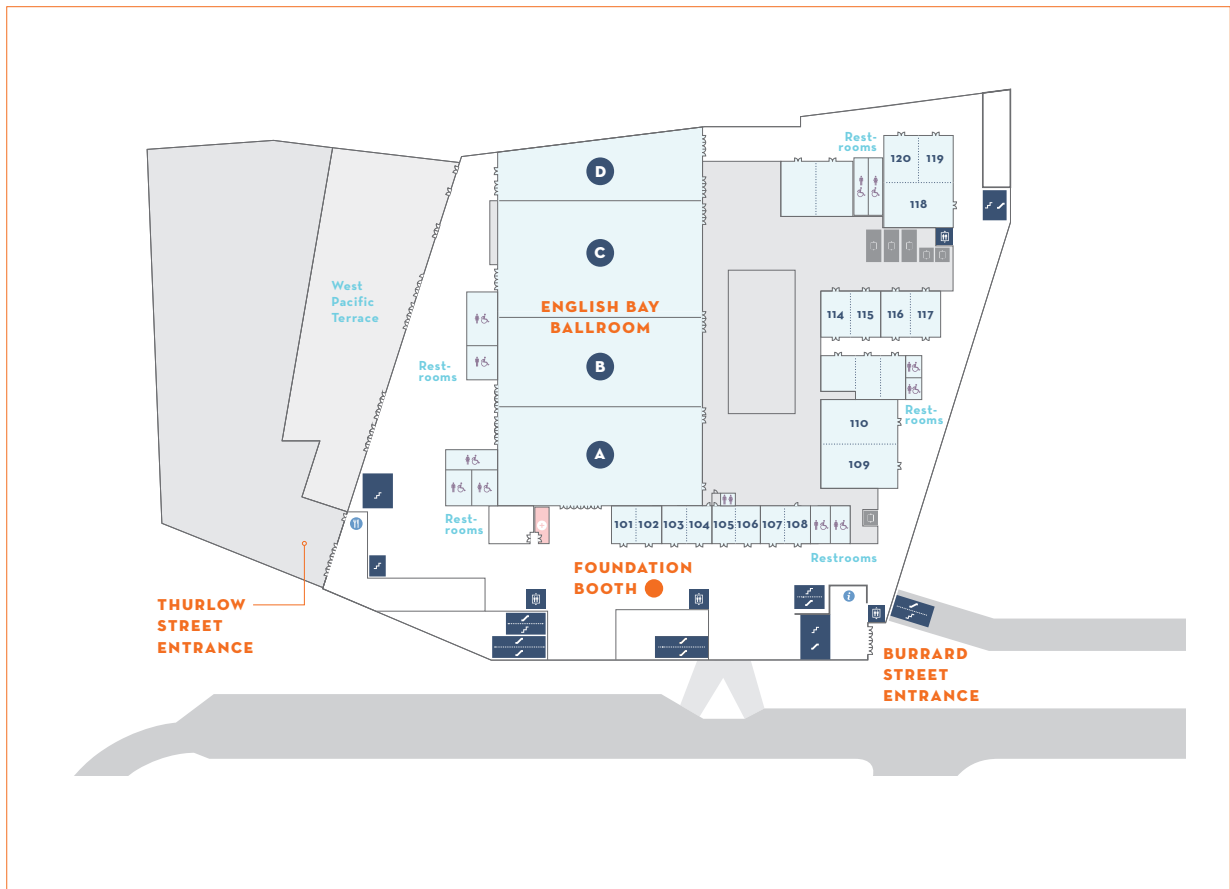 Rest-
rooms
120
119
118
D
C
West
Pacific
Terrace
ENGLISH BAY
BALLROOM
114
115
116
117
B
Rest-
rooms
Rest-
rooms
110
109
A
Rest-
rooms
101
102
103
104
105
106
107
108
Restrooms
FOUNDATION
BOOTH
i
THURLOW
STREET
ENTRANCE
BURRARD
STREET
ENTRANCE